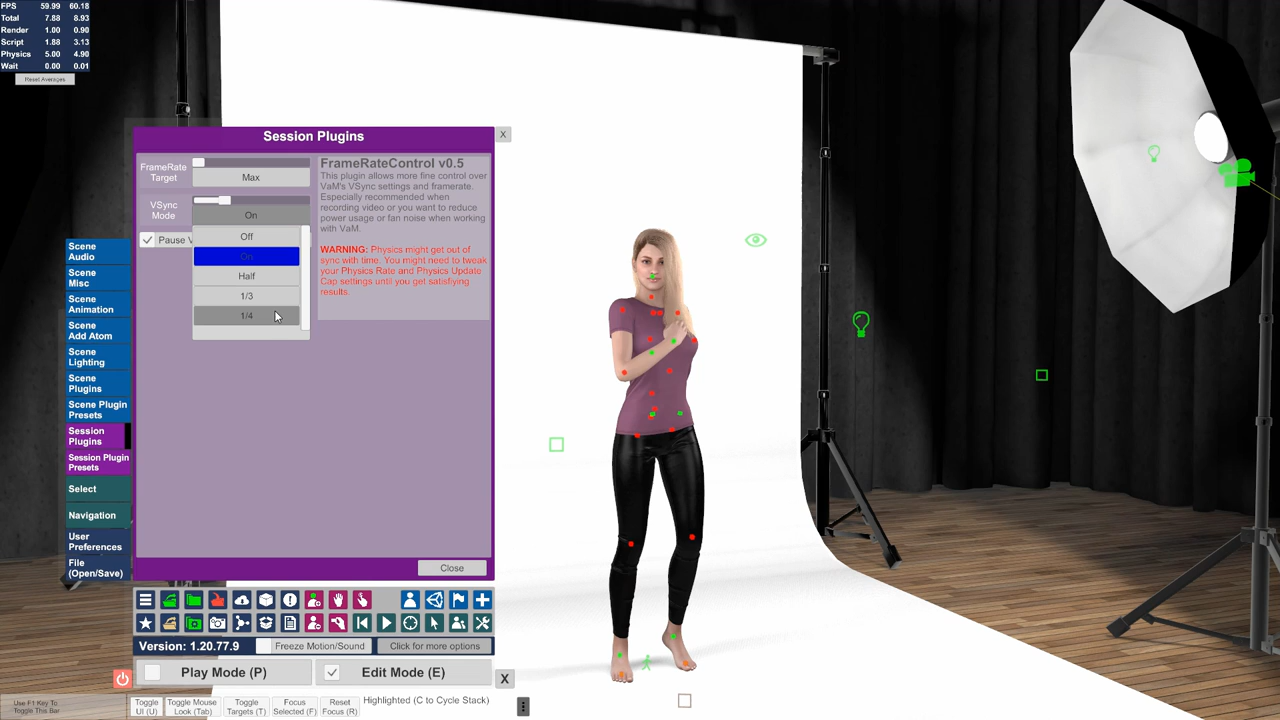 FPS 59.99 60.18
Total 7.88 8.93
Render 1.00 0.90
Script 1.88 3.13
Physics 5.00 4.90
Wait 0.00 0.01
Reset Averages
Session Plugins
X
FrameRate
Target
Max
VSync
Mode
On
Pause V
Off
On
Half
1/3
1/4
FrameRateControl v0.5
This plugin allows more fine control over
VaM's VSync settings and framerate.
Especially recommended when
recording video or you want to reduce
power usage or fan noise when working
with VaM.
WARNING: Physics might get out of
sync with time. You might need to tweak
your Physics Rate and Physics Update
Cap settings until you get satisfiying
results.
Close
Scene
Audio
Scene
Misc
Scene
Animation
Scene
Add Atom
Scene
Lighting
Scene
Plugins
Scene Plugin
Presets
Session
Plugins
Session Plugin
Presets
Select
Navigation
User
Preferences
File
(Open/Save)
Version: 1.20.77.9
Freeze Motion/Sound
Click for more options
Play Mode (P)
Edit Mode (E)
X
Use F1 Key To
Toggle This Bar
Toggle
UI (U)
Toggle Mouse
Look (Tab)
Toggle
Targets (T)
Focus
Selected (F)
Reset
Focus (R)
Highlighted (C to Cycle Stack)